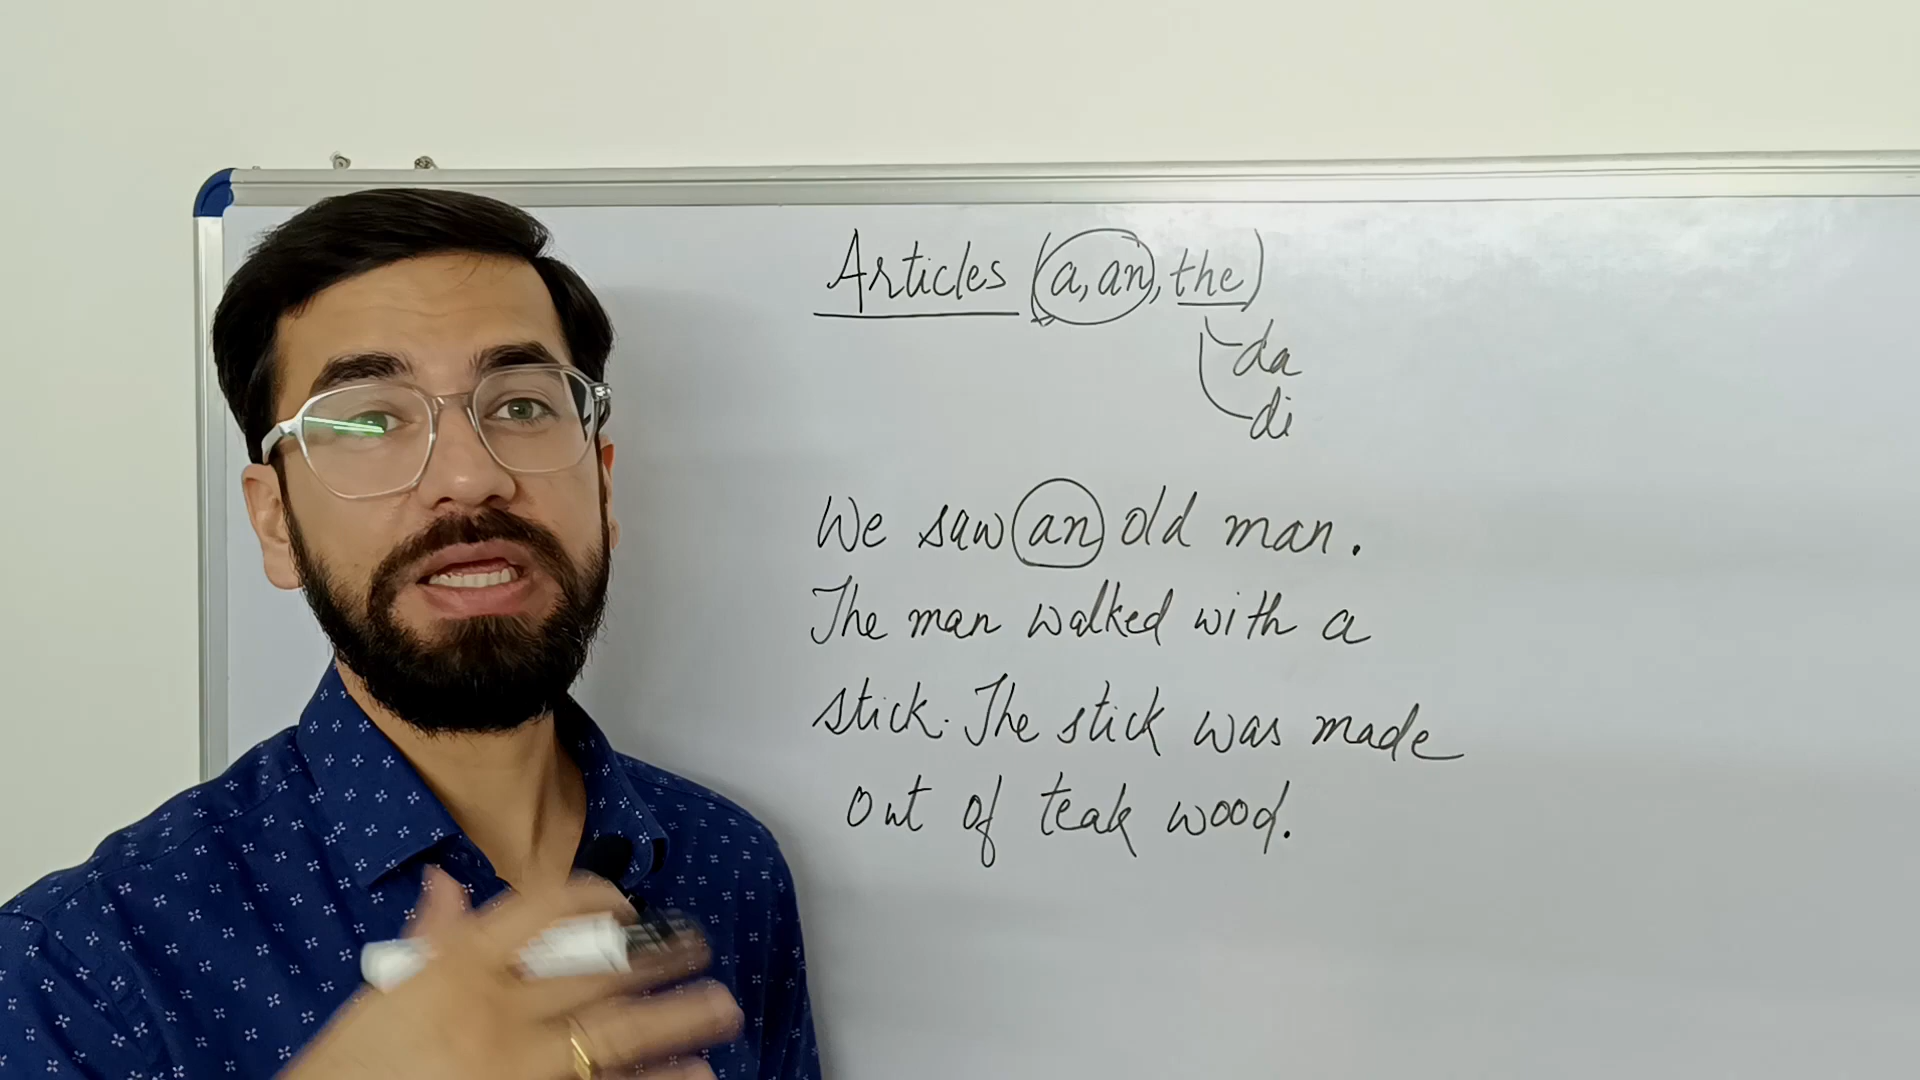 Articles (a, an, the)
da
di
We saw an old man.
The man walked with a
stick. The stick was made
out of teak wood.